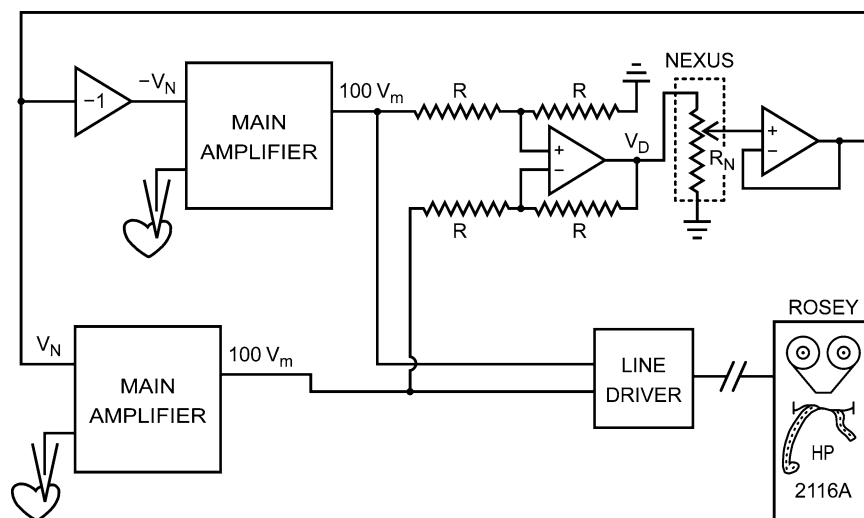 −1
−V_N
MAIN
AMPLIFIER
100 V_m
R
R
+
−
R
R
V_D
NEXUS
R_N
+
−
V_N
MAIN
AMPLIFIER
100 V_m
LINE
DRIVER
ROSEY
HP
2116A